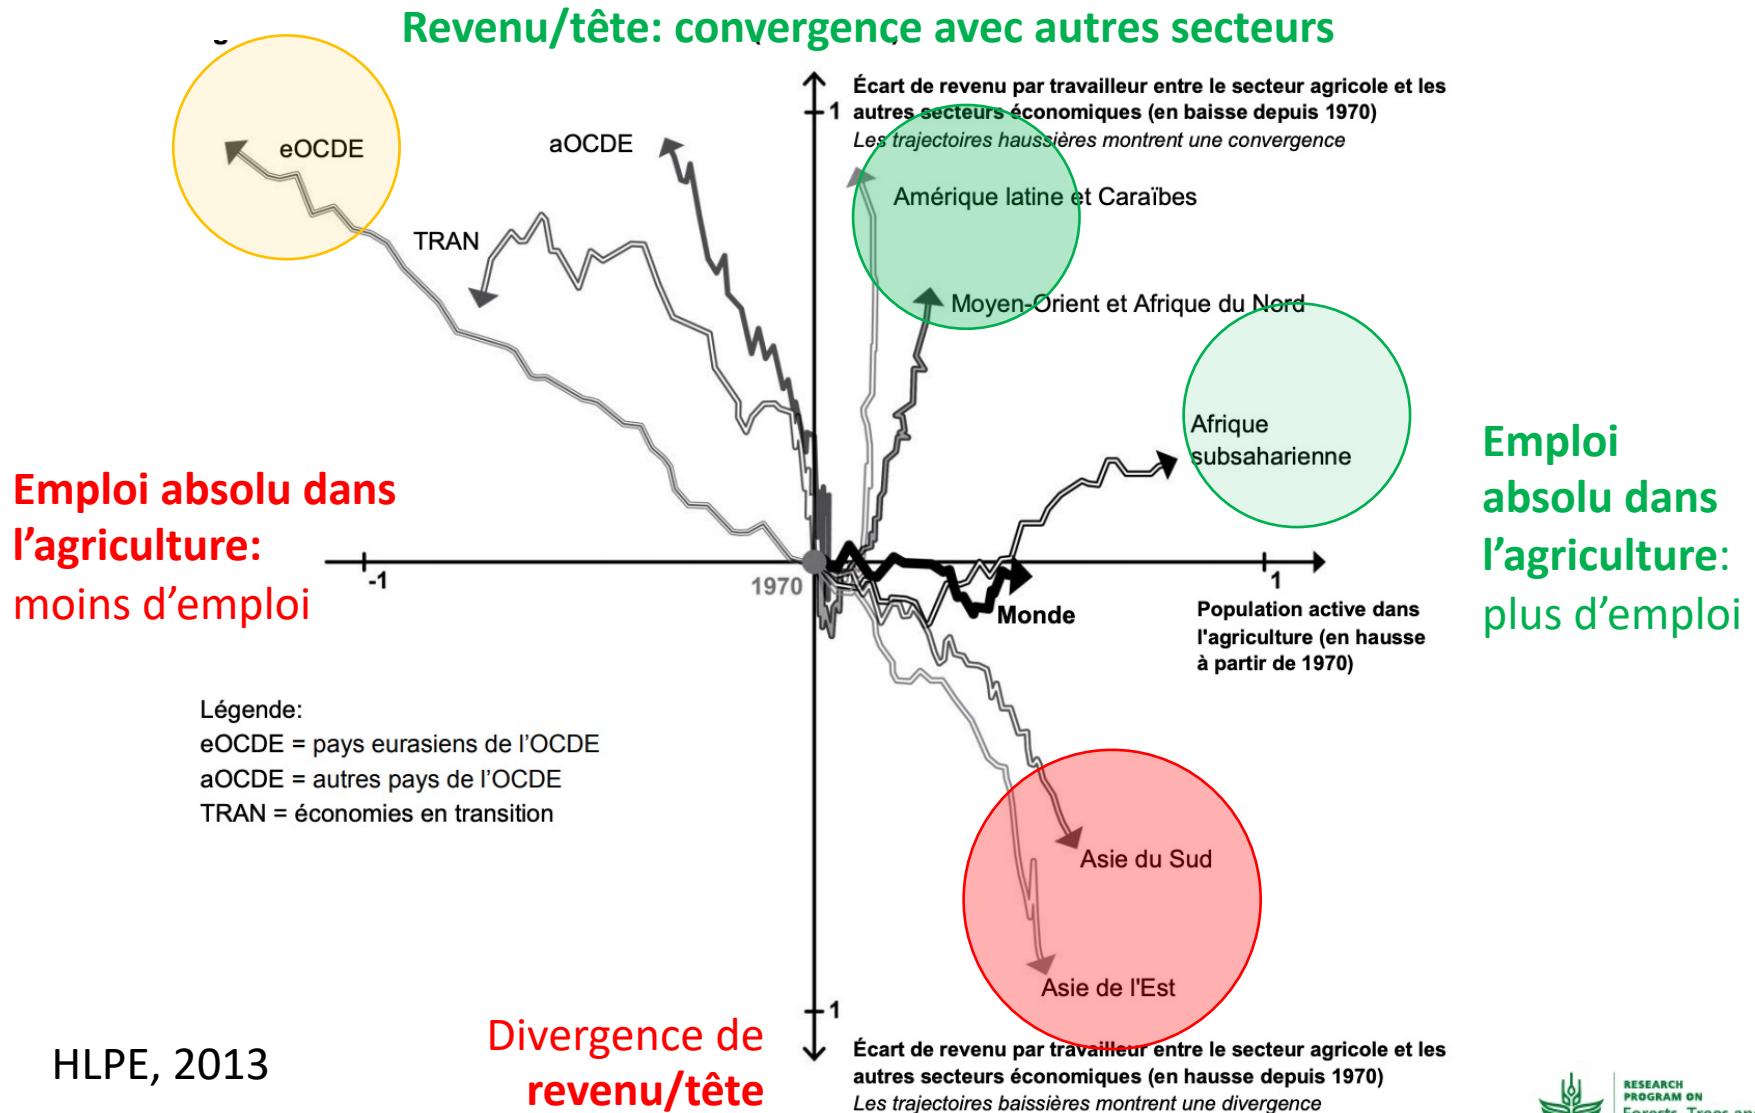 Revenu/tête: convergence avec autres secteurs
Écart de revenu par travailleur entre le secteur agricole et les
autres secteurs économiques (en baisse depuis 1970)
Les trajectoires haussières montrent une convergence
1
eOCDE
aOCDE
TRAN
Amérique latine et Caraïbes
Moyen-Orient et Afrique du Nord
Afrique
subsaharienne
Emploi absolu dans
l’agriculture:
moins d’emploi
Emploi
absolu dans
l’agriculture:
plus d’emploi
-1
1970
1
Monde
Population active dans
l'agriculture (en hausse
à partir de 1970)
Légende:
eOCDE = pays eurasiens de l’OCDE
aOCDE = autres pays de l’OCDE
TRAN = économies en transition
Asie du Sud
Asie de l'Est
1
Divergence de
revenu/tête
Écart de revenu par travailleur entre le secteur agricole et les
autres secteurs économiques (en hausse depuis 1970)
Les trajectoires baissières montrent une divergence
HLPE, 2013
RESEARCH
PROGRAM ON
Forests, Trees and